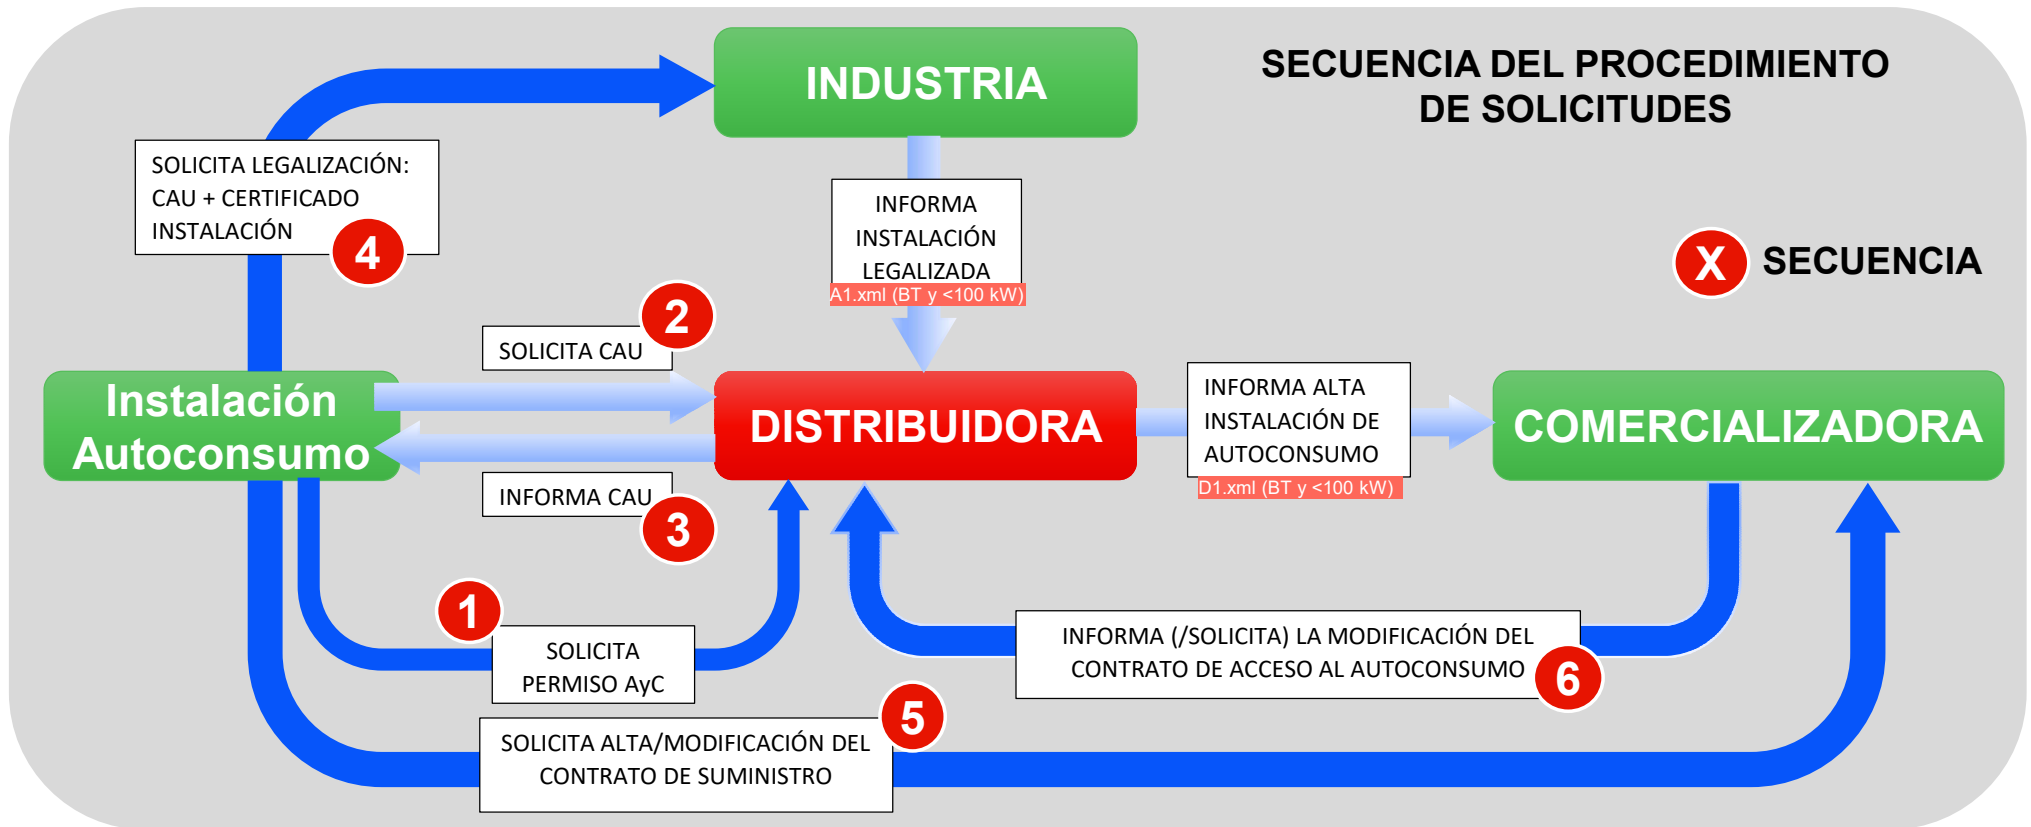 SECUENCIA DEL PROCEDIMIENTO
DE SOLICITUDES
INDUSTRIA
SOLICITA LEGALIZACIÓN:
CAU + CERTIFICADO
INSTALACIÓN
4
INFORMA
INSTALACIÓN
LEGALIZADA
A1.xml (BT y <100 kW)
X SECUENCIA
2
SOLICITA CAU
Instalación
Autoconsumo
DISTRIBUIDORA
INFORMA ALTA
INSTALACIÓN DE
AUTOCONSUMO
D1.xml (BT y <100 kW)
COMERCIALIZADORA
INFORMA CAU
3
1
SOLICITA
PERMISO AyC
INFORMA (/SOLICITA) LA MODIFICACIÓN DEL
CONTRATO DE ACCESO AL AUTOCONSUMO
6
5
SOLICITA ALTA/MODIFICACIÓN DEL
CONTRATO DE SUMINISTRO